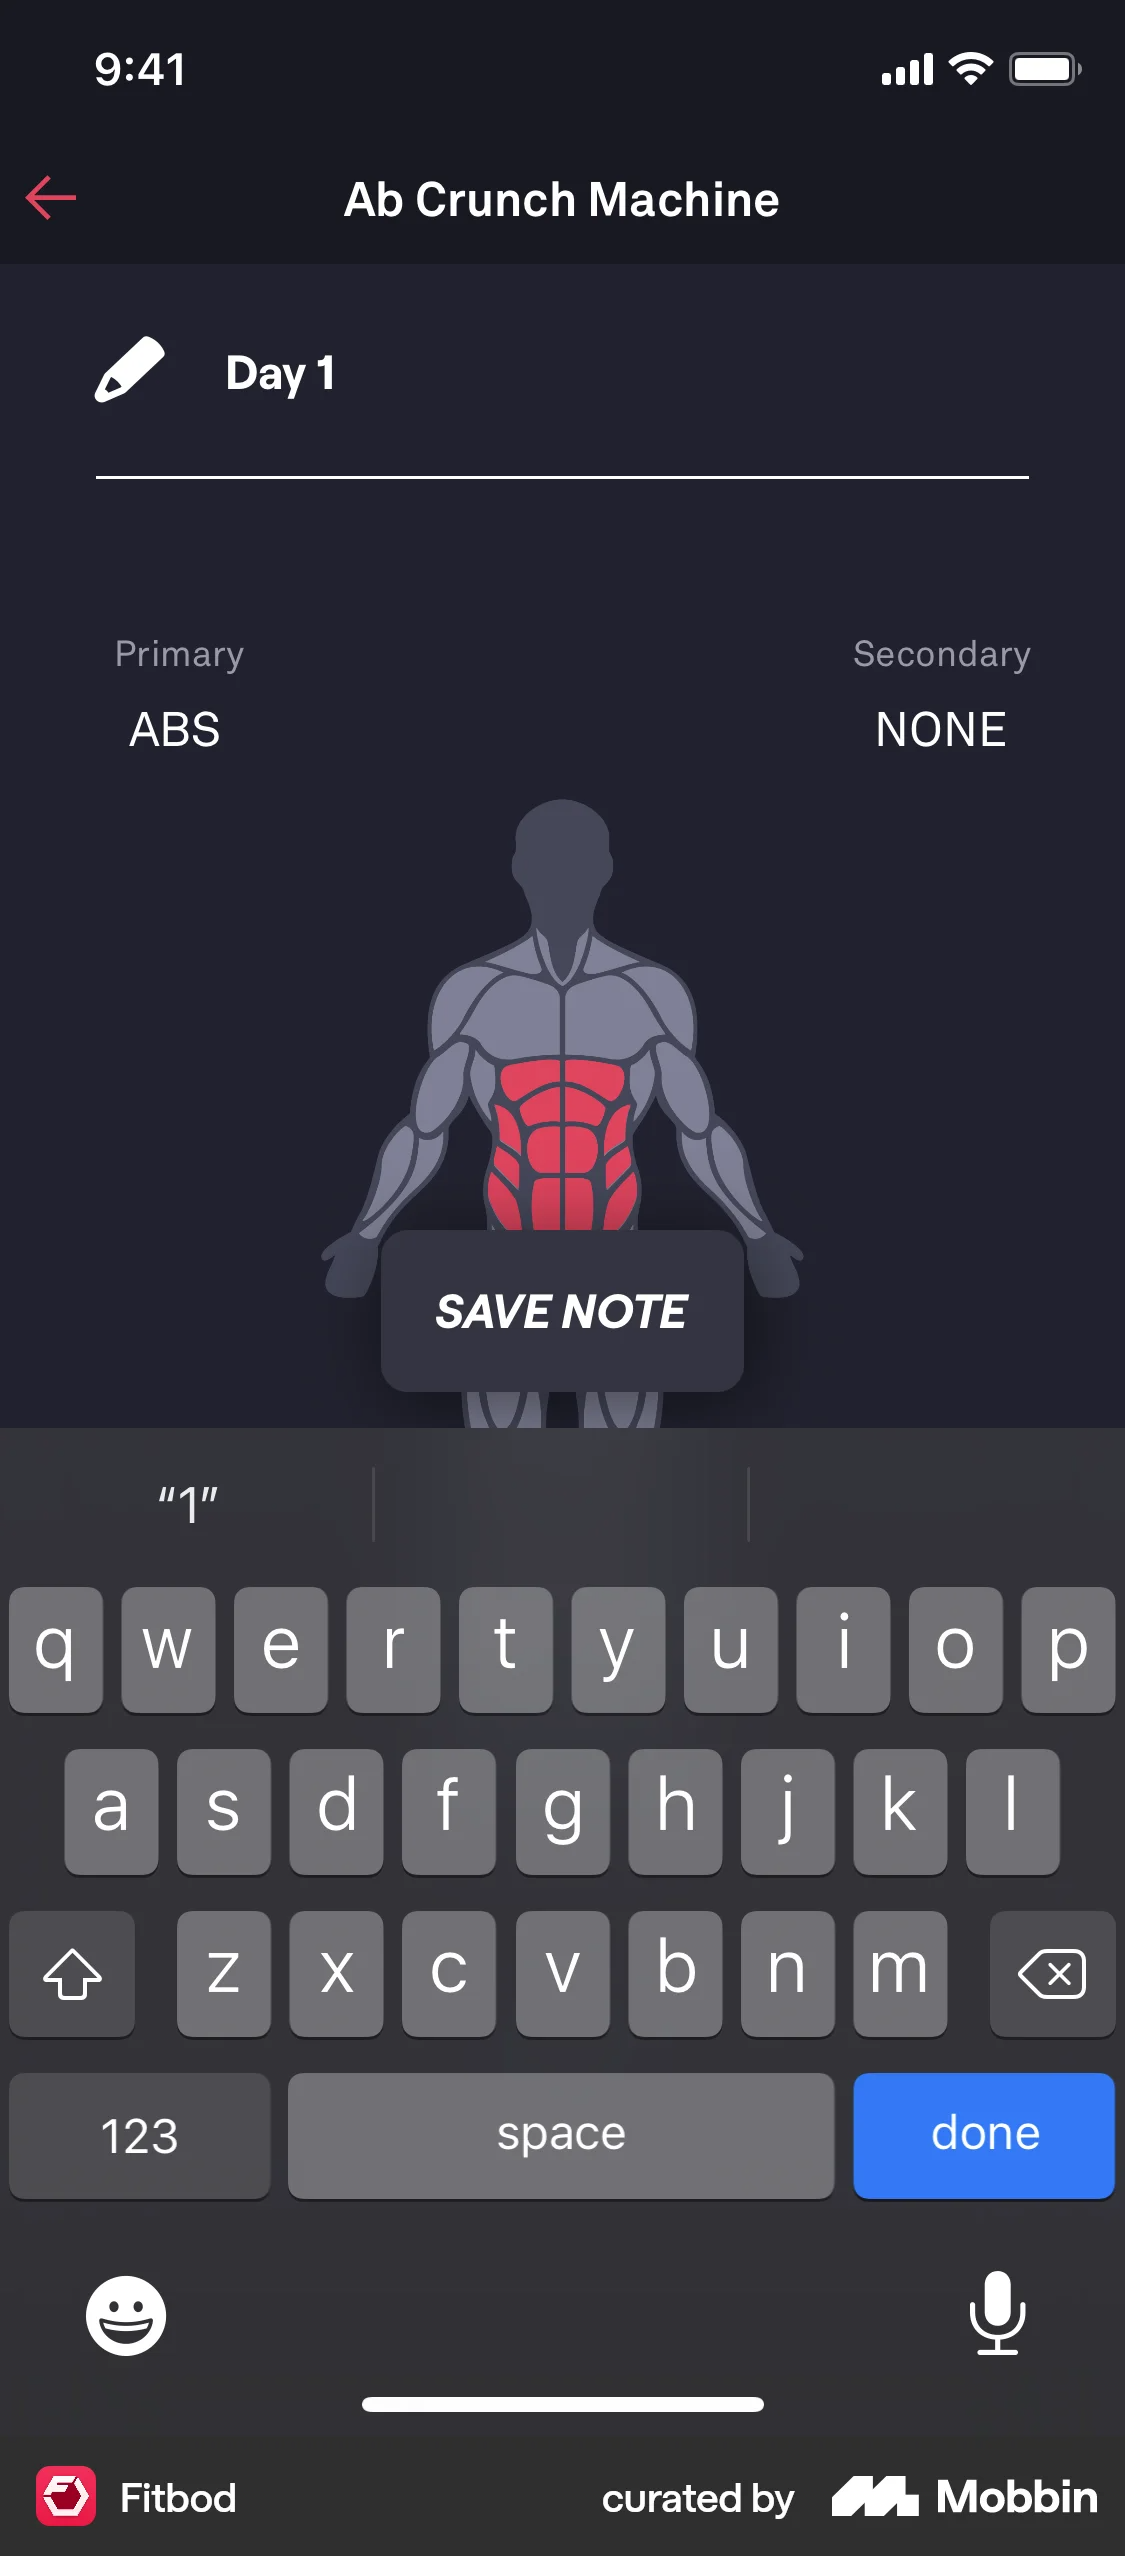 9:41
Ab Crunch Machine
Day 1
Primary Secondary
ABS NONE
SAVE NOTE
“1”
q w e r t y u i o p
a s d f g h j k l
z x c v b n m
123 space done
Fitbod curated by Mobbin